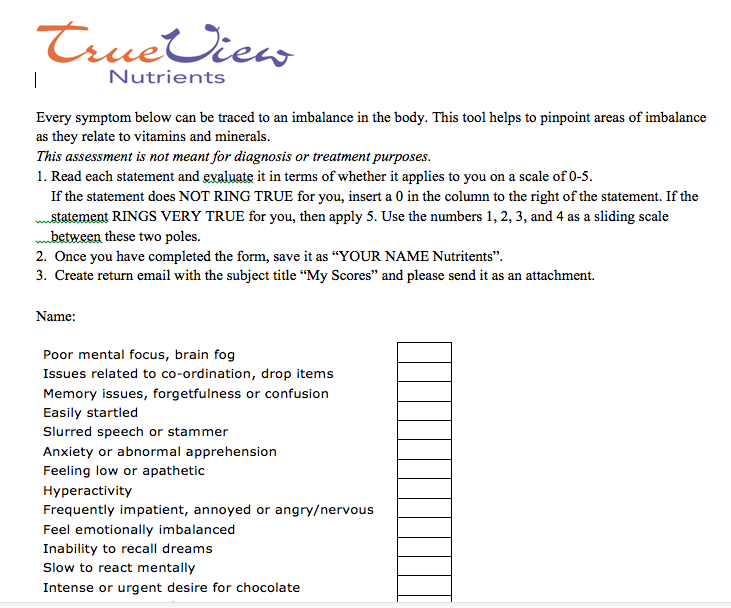 TrueView
Nutrients
Every symptom below can be traced to an imbalance in the body. This tool helps to pinpoint areas of imbalance
as they relate to vitamins and minerals.
This assessment is not meant for diagnosis or treatment purposes.
1. Read each statement and evaluate it in terms of whether it applies to you on a scale of 0-5.
If the statement does NOT RING TRUE for you, insert a 0 in the column to the right of the statement. If the
statement RINGS VERY TRUE for you, then apply 5. Use the numbers 1, 2, 3, and 4 as a sliding scale
between these two poles.
2. Once you have completed the form, save it as “YOUR NAME Nutritents”.
3. Create return email with the subject title “My Scores” and please send it as an attachment.
Name:
Poor mental focus, brain fog
Issues related to co-ordination, drop items
Memory issues, forgetfulness or confusion
Easily startled
Slurred speech or stammer
Anxiety or abnormal apprehension
Feeling low or apathetic
Hyperactivity
Frequently impatient, annoyed or angry/nervous
Feel emotionally imbalanced
Inability to recall dreams
Slow to react mentally
Intense or urgent desire for chocolate